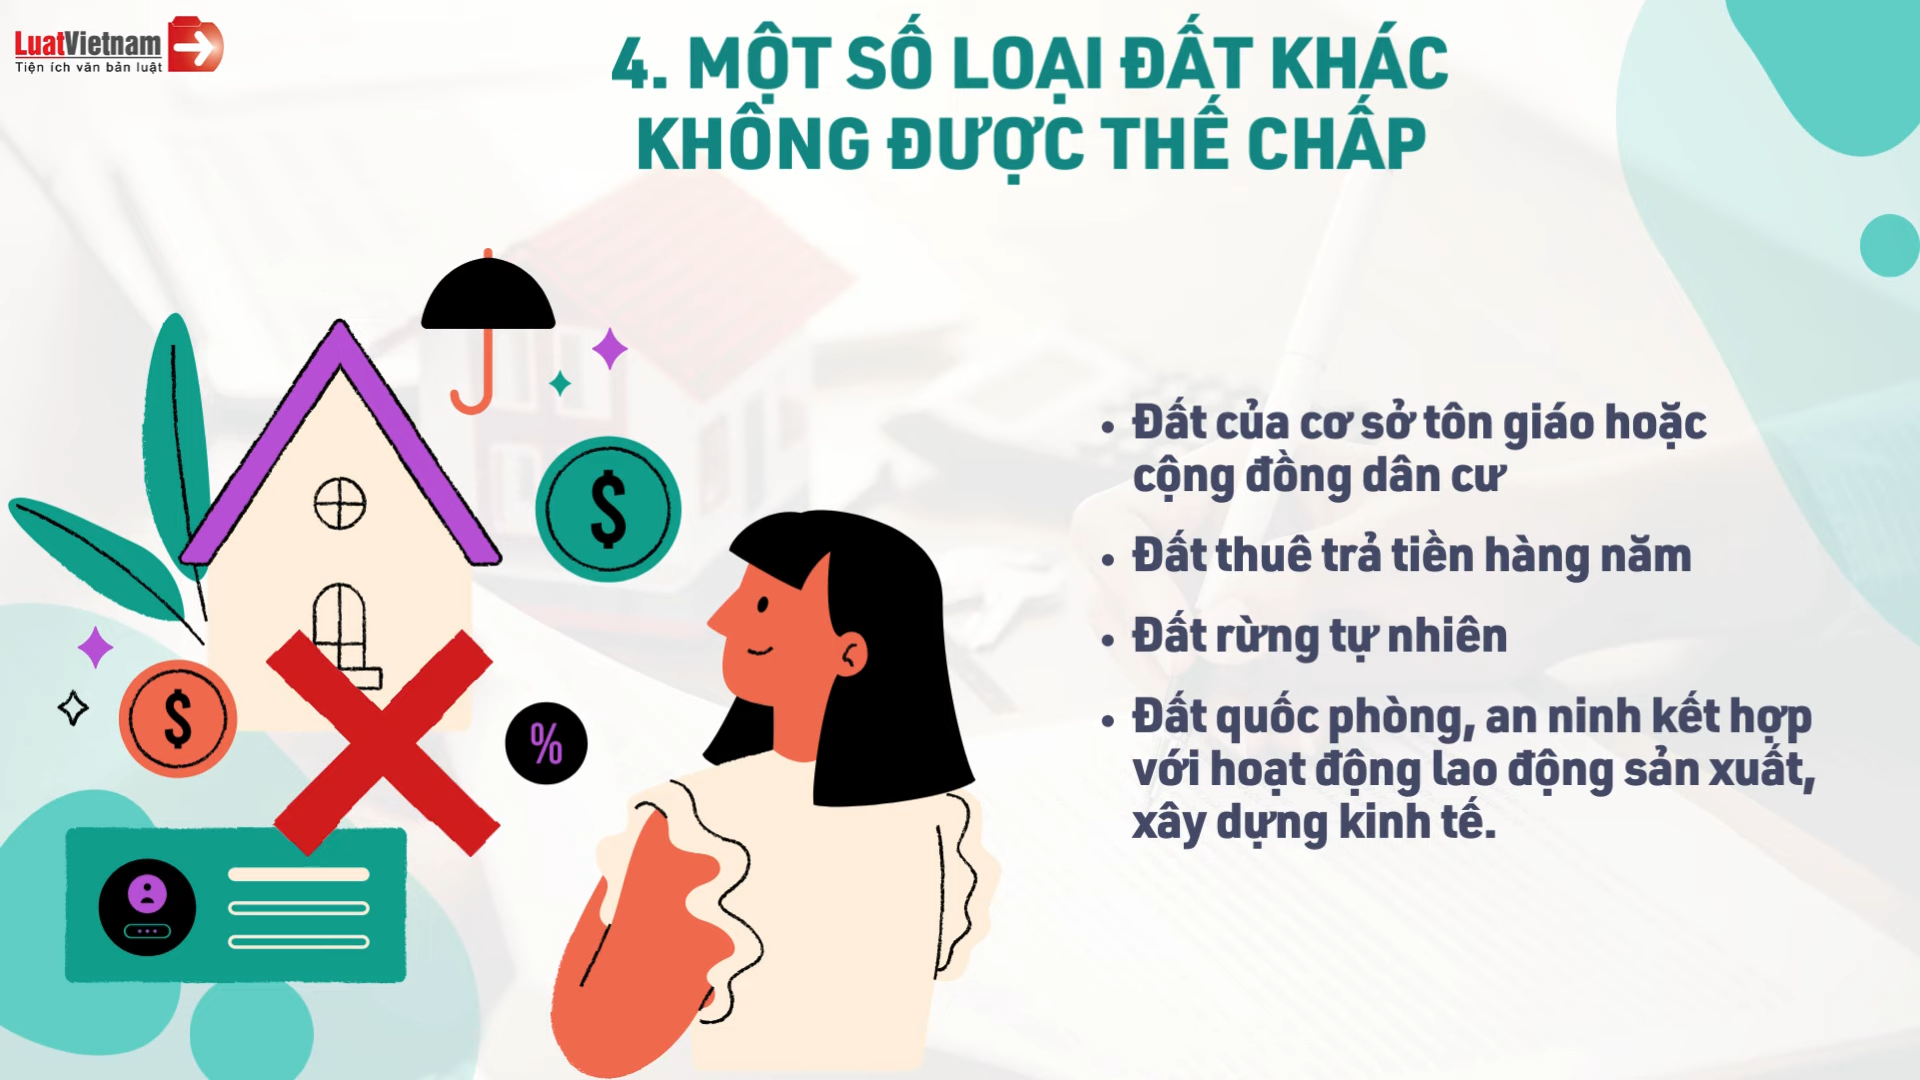 LuatVietnam
Tiện ích văn bản luật
4. MỘT SỐ LOẠI ĐẤT KHÁC
KHÔNG ĐƯỢC THẾ CHẤP
$
$
%
• Đất của cơ sở tôn giáo hoặc
cộng đồng dân cư
• Đất thuê trả tiền hàng năm
• Đất rừng tự nhiên
• Đất quốc phòng, an ninh kết hợp
với hoạt động lao động sản xuất,
xây dựng kinh tế.